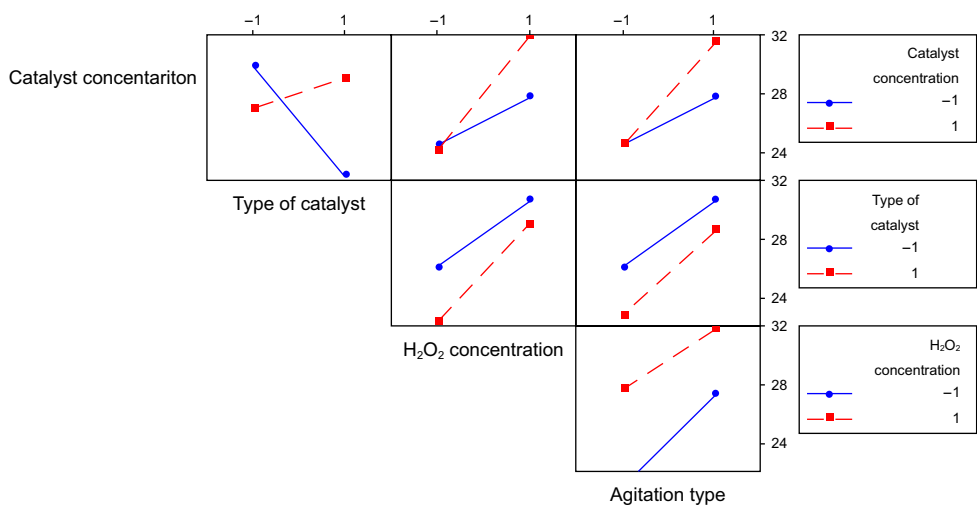 −1 1 −1 1 −1 1
Catalyst concentariton
32
28
24
Catalyst
concentration
−1
1
Type of catalyst
32
28
24
Type of
catalyst
−1
1
H₂O₂ concentration
32
28
24
H₂O₂
concentration
−1
1
Agitation type